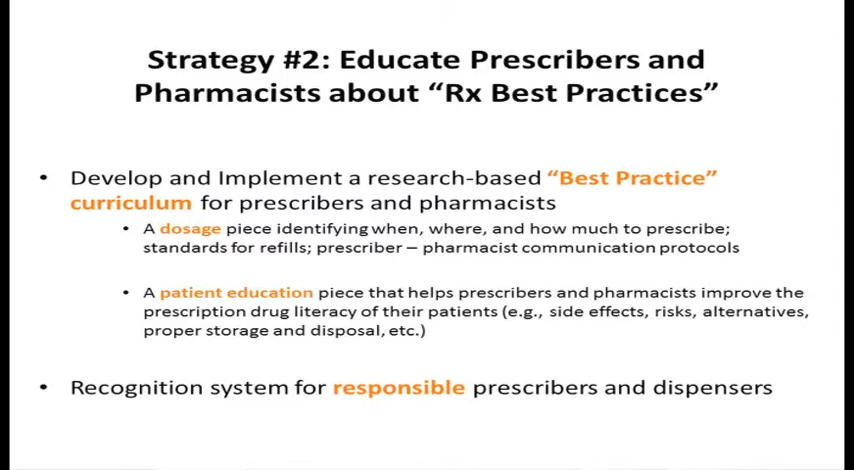 Strategy #2: Educate Prescribers and
Pharmacists about “Rx Best Practices”
• Develop and Implement a research-based “Best Practice”
curriculum for prescribers and pharmacists
• A dosage piece identifying when, where, and how much to prescribe;
standards for refills; prescriber – pharmacist communication protocols
• A patient education piece that helps prescribers and pharmacists improve the
prescription drug literacy of their patients (e.g., side effects, risks, alternatives,
proper storage and disposal, etc.)
• Recognition system for responsible prescribers and dispensers